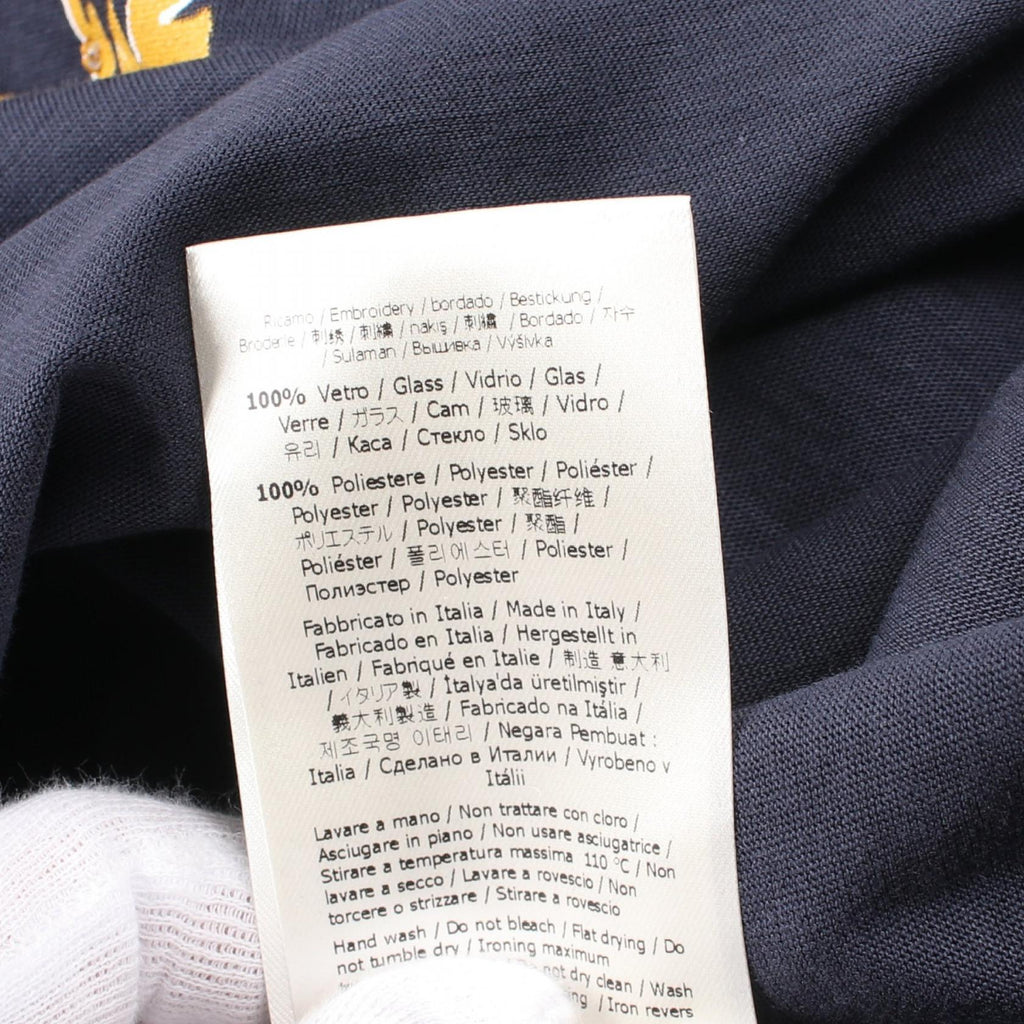 Ricamo / Embroidery / bordado / Bestickung /
Broderie / 刺绣 / 刺繍 / nakış / 刺繡 / Bordado / 자수
/ Sulaman / Вышивка / Výšivka
100% Vetro / Glass / Vidrio / Glas /
Verre / ガラス / Cam / 玻璃 / Vidro /
유리 / Kaca / Стекло / Sklo
100% Poliestere / Polyester / Poliéster /
Polyester / Polyester / 聚酯纤维 /
ポリエステル / Polyester / 聚酯 /
Poliéster / 폴리에스터 / Poliester /
Полиэстер / Polyester
Fabbricato in Italia / Made in Italy /
Fabricado en Italia / Hergestellt in
Italien / Fabriqué en Italie / 制造 意大利
/ イタリア製 / İtalya'da üretilmiştir /
義大利製造 / Fabricado na Itália /
제조국명 이태리 / Negara Pembuat :
Italia / Сделано в Италии / Vyrobeno v
Itálii
Lavare a mano / Non trattare con cloro /
Asciugare in piano / Non usare asciugatrice /
Stirare a temperatura massima 110 °C / Non
lavare a secco / Lavare a rovescio / Non
torcere o strizzare / Stirare a rovescio
Hand wash / Do not bleach / Flat drying / Do
not tumble dry / Ironing maximum
not dry clean / Wash
/ Iron revers